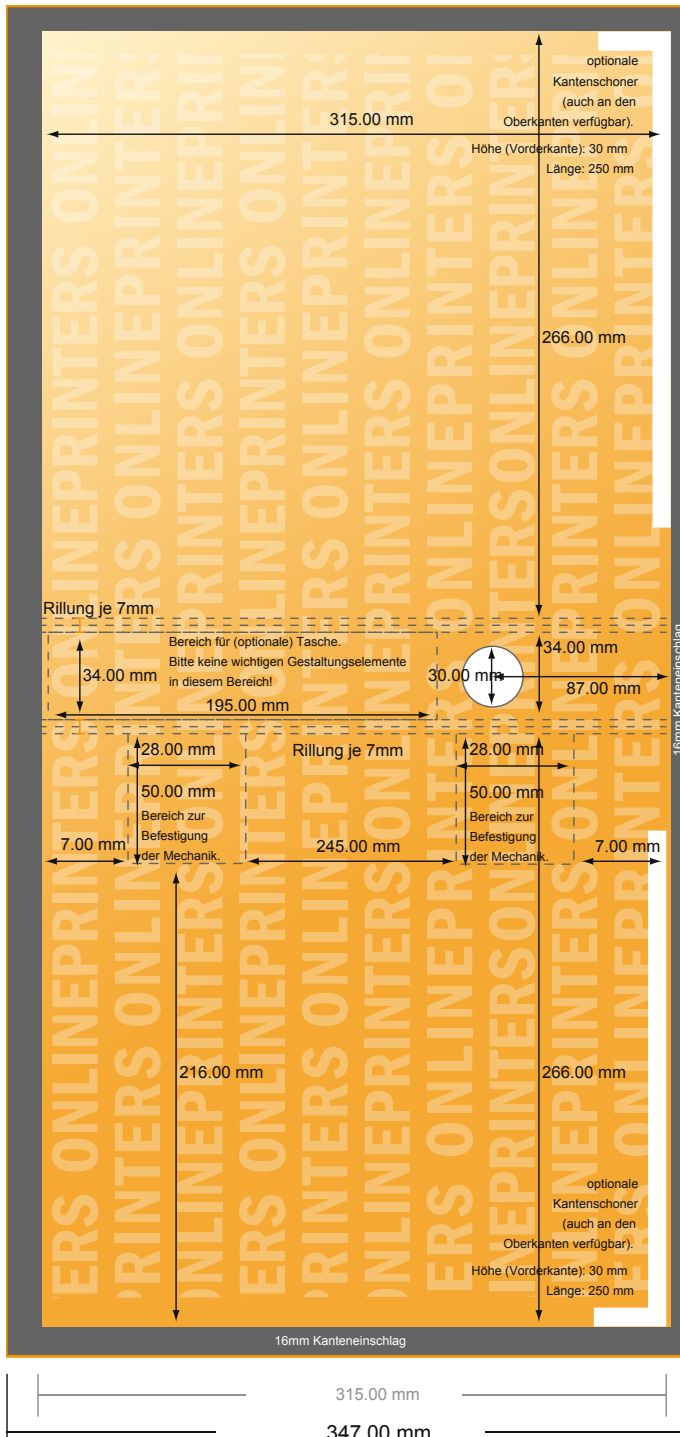 optionale
Kantenschoner
(auch an den
Oberkanten verfügbar).
315.00 mm
Höhe (Vorderkante): 30 mm
Länge: 250 mm
266.00 mm
ONLINEPRINTERS ONLINEPRINTERS ONLINEPRINTERS
Rillung je 7mm
Bereich für (optionale) Tasche.
Bitte keine wichtigen Gestaltungselemente
in diesem Bereich!
34.00 mm
195.00 mm
30.00 mm
34.00 mm
87.00 mm
16mm Kanteneinschlag
28.00 mm
Rillung je 7mm
28.00 mm
50.00 mm
50.00 mm
Bereich zur
Befestigung
der Mechanik.
Bereich zur
Befestigung
der Mechanik.
7.00 mm
245.00 mm
7.00 mm
216.00 mm
266.00 mm
optionale
Kantenschoner
(auch an den
Oberkanten verfügbar).
Höhe (Vorderkante): 30 mm
Länge: 250 mm
16mm Kanteneinschlag
315.00 mm
347.00 mm